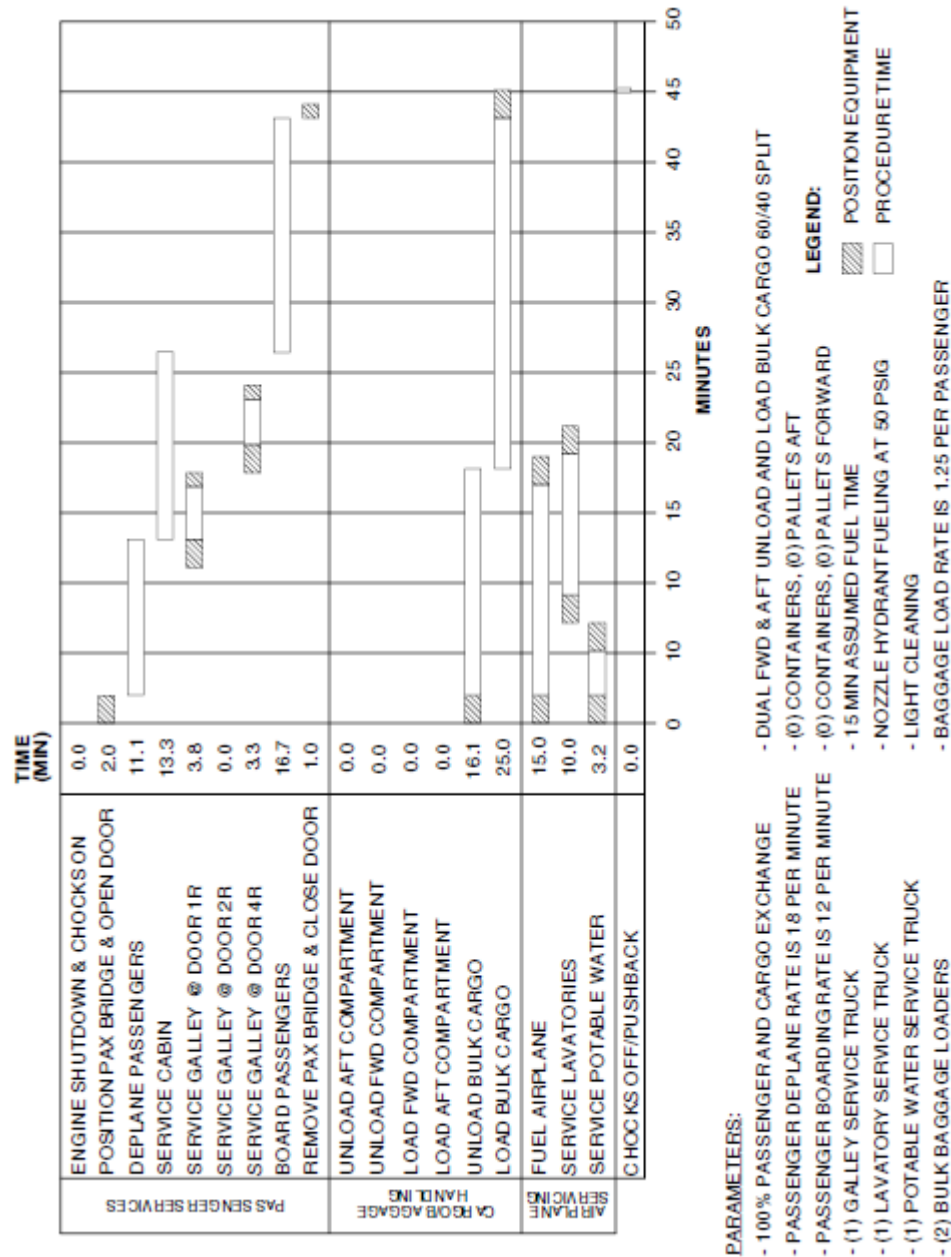 TIME
(MIN)
PASSENGER SERVICES
ENGINE SHUTDOWN & CHOCKS ON 0.0
POSITION PAX BRIDGE & OPEN DOOR 2.0
DEPLANE PASSENGERS 11.1
SERVICE CABIN 13.3
SERVICE GALLEY @ DOOR 1R 3.8
SERVICE GALLEY @ DOOR 2R 0.0
SERVICE GALLEY @ DOOR 4R 3.3
BOARD PASSENGERS 16.7
REMOVE PAX BRIDGE & CLOSE DOOR 1.0
CARGO/BAGGAGE
HANDLING
UNLOAD AFT COMPARTMENT 0.0
UNLOAD FWD COMPARTMENT 0.0
LOAD FWD COMPARTMENT 0.0
LOAD AFT COMPARTMENT 0.0
UNLOAD BULK CARGO 16.1
LOAD BULK CARGO 25.0
AIRPLANE
SERVICING
FUEL AIRPLANE 15.0
SERVICE LAVATORIES 10.0
SERVICE POTABLE WATER 3.2
CHOCKS OFF/PUSHBACK 0.0
0 10 10 15 20 25 30 35 40 45 50
MINUTES
PARAMETERS:
- 100% PASSENGER AND CARGO EXCHANGE
- PASSENGER DEPLANE RATE IS 18 PER MINUTE
- PASSENGER BOARDING RATE IS 12 PER MINUTE
- (1) GALLEY SERVICE TRUCK
- (1) LAVATORY SERVICE TRUCK
- (1) POTABLE WATER SERVICE TRUCK
- (2) BULK BAGGAGE LOADERS
- DUAL FWD & AFT UNLOAD AND LOAD BULK CARGO 60/40 SPLIT
- (0) CONTAINERS, (0) PALLETS AFT
- (0) CONTAINERS, (0) PALLETS FORWARD
- 15 MIN ASSUMED FUEL TIME
- NOZZLE HYDRANT FUELING AT 50 PSIG
- LIGHT CLEANING
- BAGGAGE LOAD RATE IS 1.25 PER PASSENGER
LEGEND:
POSITION EQUIPMENT
PROCEDURE TIME